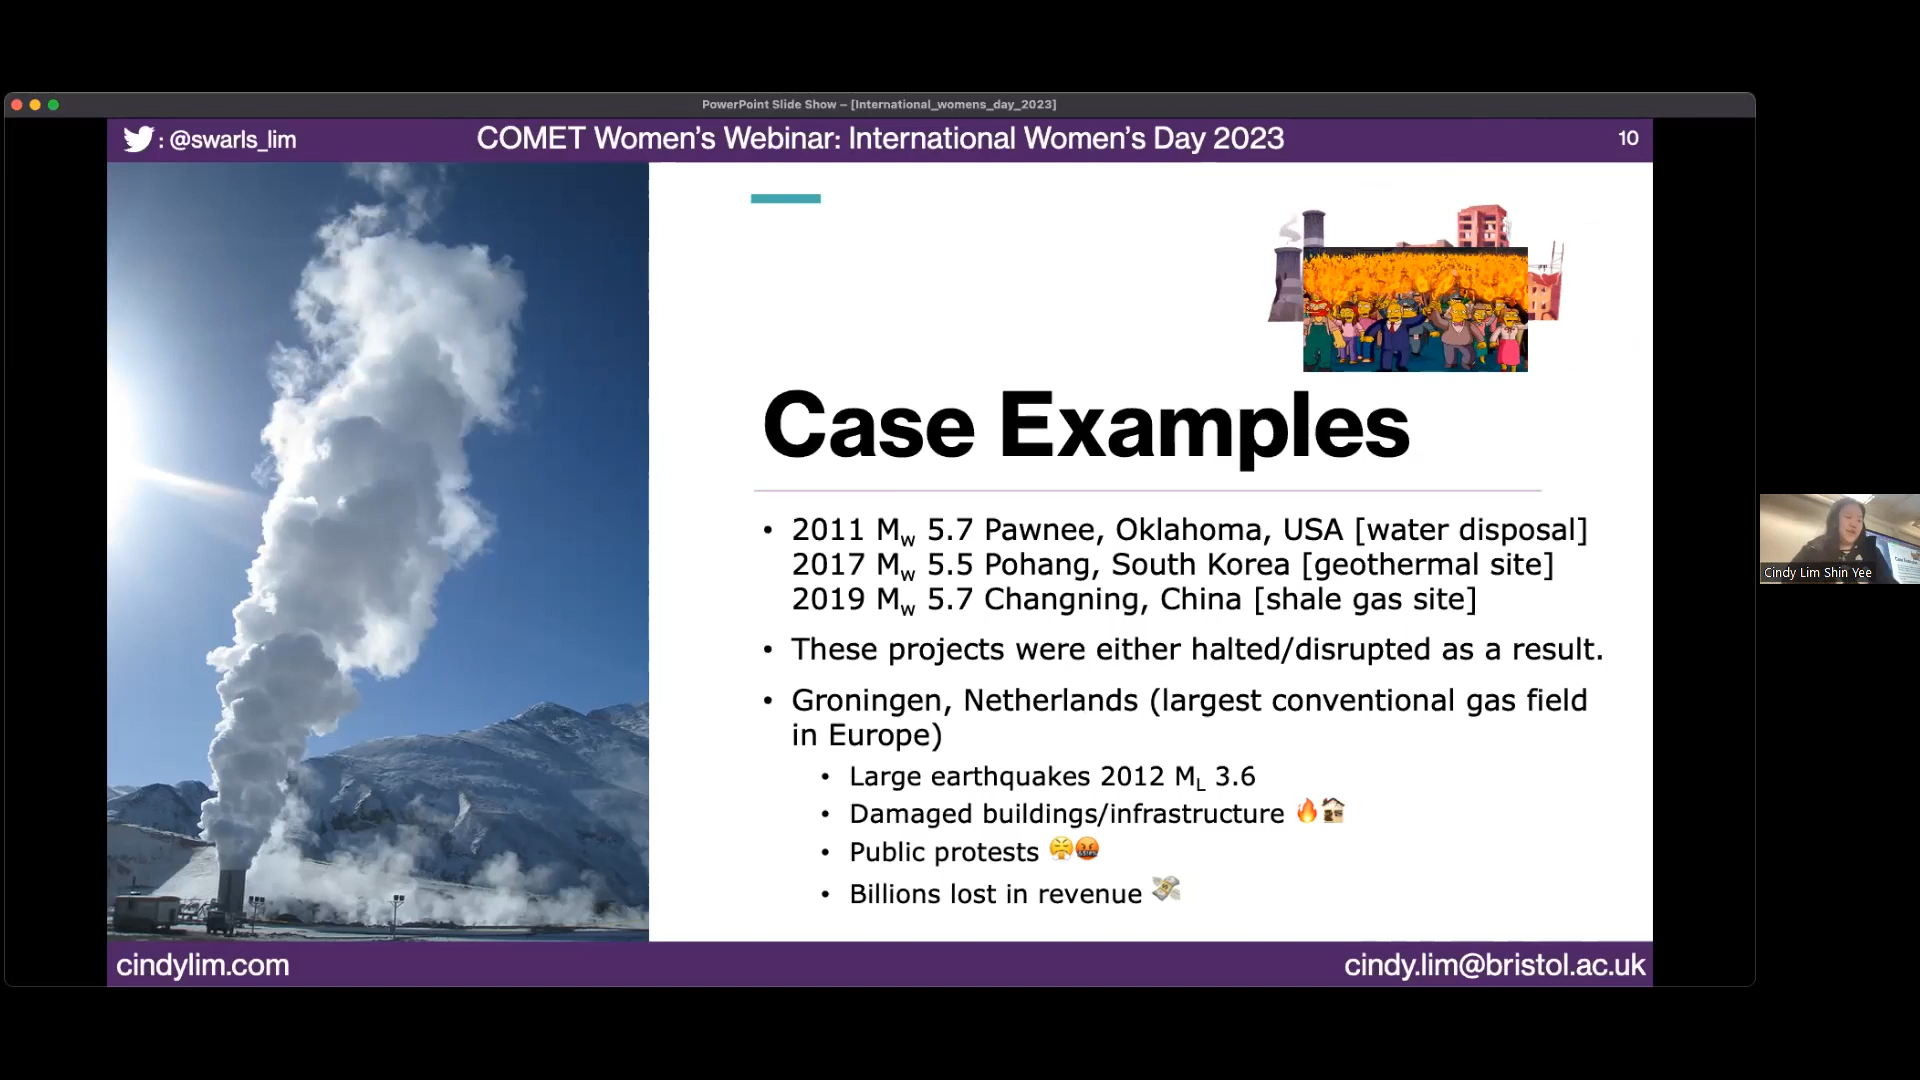 PowerPoint Slide Show – [International_womens_day_2023]
: @swarls_lim
COMET Women’s Webinar: International Women’s Day 2023
10
Case Examples
• 2011 Mw 5.7 Pawnee, Oklahoma, USA [water disposal]
2017 Mw 5.5 Pohang, South Korea [geothermal site]
2019 Mw 5.7 Changning, China [shale gas site]
• These projects were either halted/disrupted as a result.
• Groningen, Netherlands (largest conventional gas field
in Europe)
• Large earthquakes 2012 ML 3.6
• Damaged buildings/infrastructure 🔥🏚
• Public protests 😤🤬
• Billions lost in revenue 💸
Cindy Lim Shin Yee
cindylim.com
cindy.lim@bristol.ac.uk